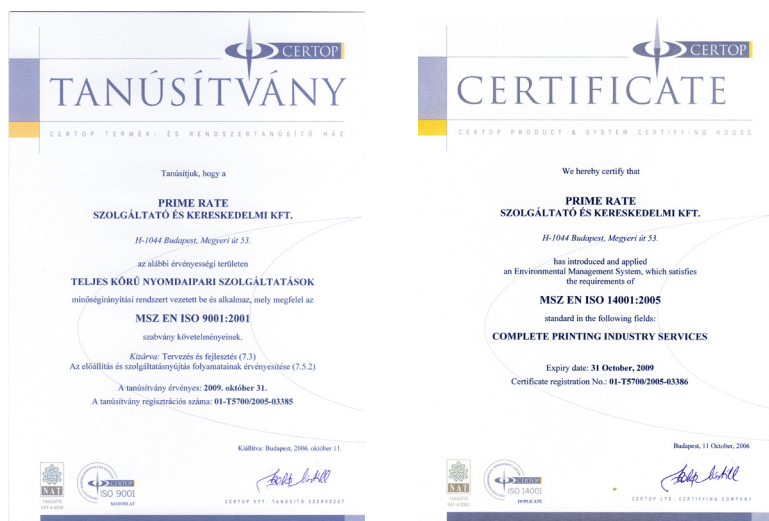 CERTOP
TANÚSÍTVÁNY
CERTOP TERMÉK- ÉS RENDSZERTANÚSÍTÓ HÁZ
Tanúsítjuk, hogy a
PRIME RATE
SZOLGÁLTATÓ ÉS KERESKEDELMI KFT.
H-1044 Budapest, Megyeri út 53.
az alábbi érvényességi területen
TELJES KÖRŰ NYOMDAIPARI SZOLGÁLTATÁSOK
minőségirányítási rendszert vezetett be és alkalmaz, mely megfelel az
MSZ EN ISO 9001:2001
szabvány követelményeinek.
Kizárva: Tervezés és fejlesztés (7.3)
Az előállítás és szolgáltatásnyújtás folyamatainak érvényesítése (7.5.2)
A tanúsítvány érvényes: 2009. október 31.
A tanúsítvány regisztrációs száma: 01-T5700/2005-03385
Kiállítva: Budapest, 2006. október 11.
NAT
TANÚSÍTÓ
CERTOP
ISO 9001
MÁSODLAT
CERTOP KFT. TANÚSÍTÓ SZERVEZET
CERTOP
CERTIFICATE
CERTOP PRODUCT & SYSTEM CERTIFYING HOUSE
We hereby certify that
PRIME RATE
SZOLGÁLTATÓ ÉS KERESKEDELMI KFT.
H-1044 Budapest, Megyeri út 53.
has introduced and applied
an Environmental Management System, which satisfies
the requirements of
MSZ EN ISO 14001:2005
standard in the following fields:
COMPLETE PRINTING INDUSTRY SERVICES
Expiry date: 31 October, 2009
Certificate registration No.: 01-T5700/2005-03386
Budapest, 11 October, 2006
NAT
TANÚSÍTÓ
CERTOP
ISO 14001
DUPLICATE
CERTOP LTD. CERTIFYING COMPANY